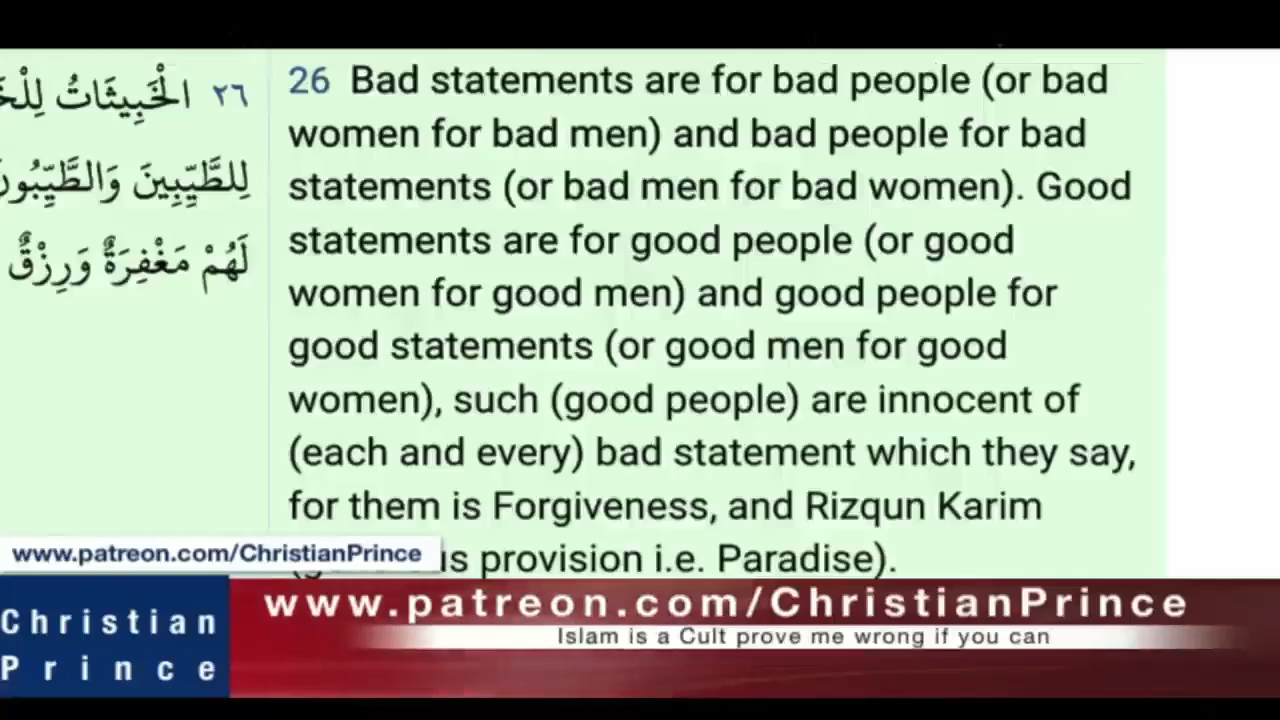 ٢٦ الْخَبِيثَاتُ
لِلطَّيِّبِينَ
لَهُمْ مَغْفِرَةٌ وَرِزْقٌ
26 Bad statements are for bad people (or bad
women for bad men) and bad people for bad
statements (or bad men for bad women). Good
statements are for good people (or good
women for good men) and good people for
good statements (or good men for good
women), such (good people) are innocent of
(each and every) bad statement which they say,
for them is Forgiveness, and Rizqun Karim
provision i.e. Paradise).
www.patreon.com/ChristianPrince
www.patreon.com/ChristianPrince
Islam is a Cult prove me wrong if you can
Christian
Prince